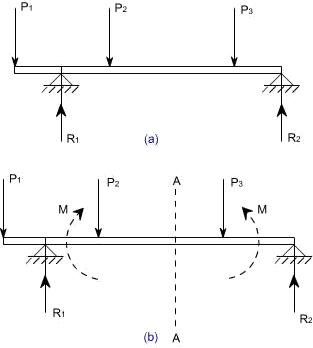 P1 P2 P3
R1 R2
(a)
P1 P2 A P3
M M
R1 R2
A
(b)